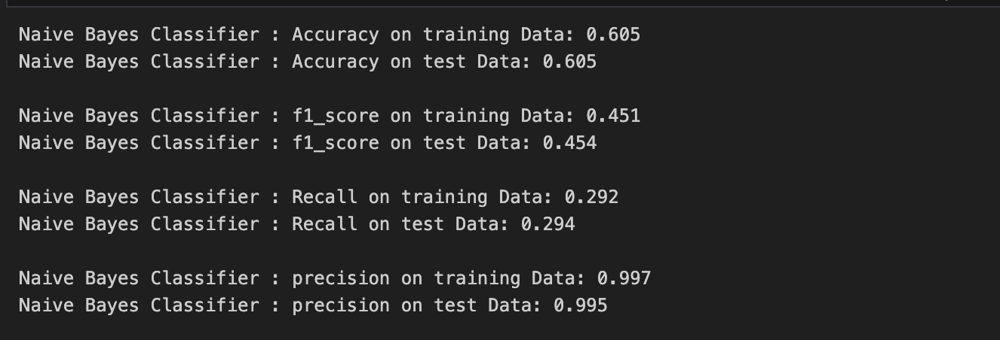 Naive Bayes Classifier : Accuracy on training Data: 0.605
Naive Bayes Classifier : Accuracy on test Data: 0.605
Naive Bayes Classifier : f1_score on training Data: 0.451
Naive Bayes Classifier : f1_score on test Data: 0.454
Naive Bayes Classifier : Recall on training Data: 0.292
Naive Bayes Classifier : Recall on test Data: 0.294
Naive Bayes Classifier : precision on training Data: 0.997
Naive Bayes Classifier : precision on test Data: 0.995